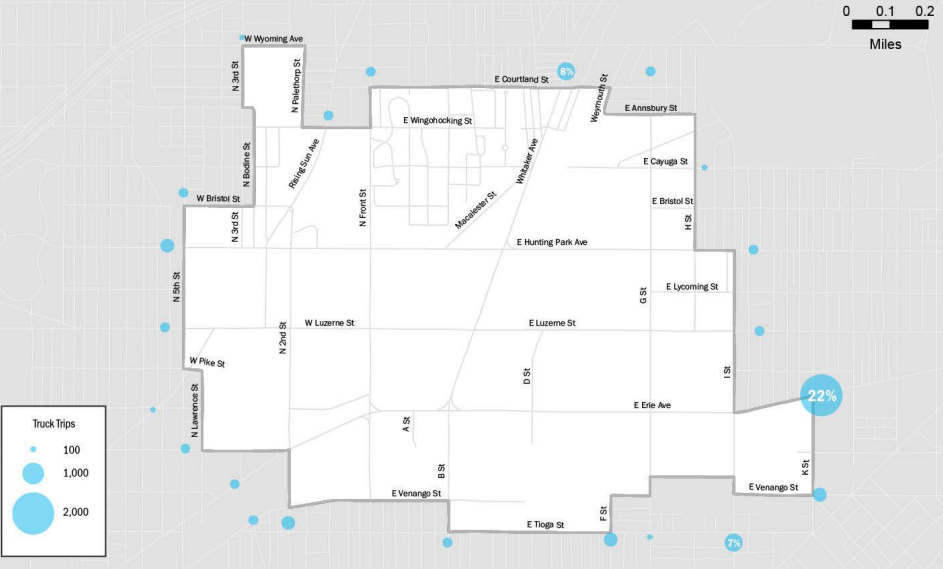 0 0.1 0.2
Miles
W Wyoming Ave
N 3rd St
N Palethorp St
8%
E Courtland St
Weymouth St
E Annsbury St
E Wingohocking St
N Bodine St
Rising Sun Ave
Whitaker Ave
E Cayuga St
W Bristol St
N Front St
Macalester St
E Bristol St
N 3rd St
H St
E Hunting Park Ave
N 5th St
G St
E Lycoming St
W Luzerne St
E Luzerne St
N 2nd St
W Pike St
D St
I St
22%
N Lawrence St
E Erie Ave
A St
B St
K St
E Venango St
E Venango St
F St
E Tioga St
7%
Truck Trips
100
1,000
2,000